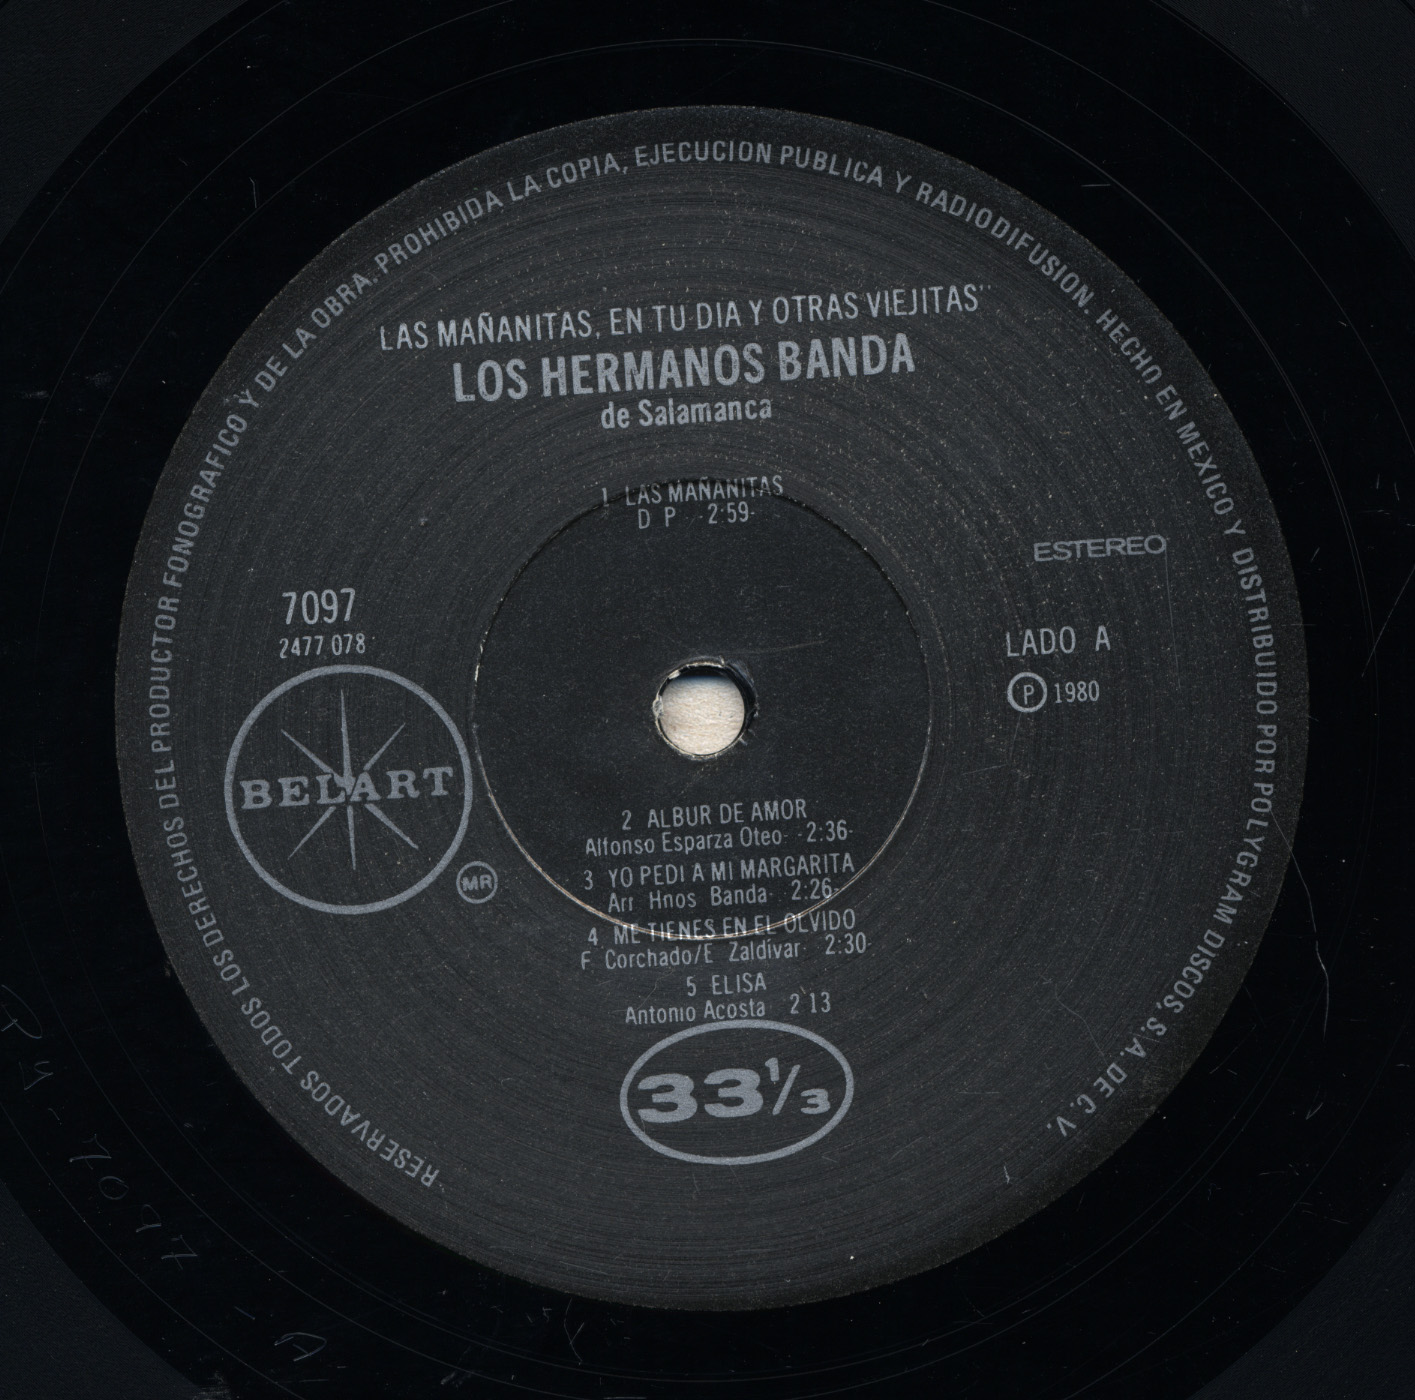 RESERVADOS TODOS LOS DERECHOS DEL PRODUCTOR FONOGRAFICO Y DE LA OBRA. PROHIBIDA LA COPIA, EJECUCION PUBLICA Y RADIODIFUSION. HECHO EN MEXICO Y DISTRIBUIDO POR POLYGRAM DISCOS, S.A. DE C.V.
LAS MAÑANITAS, EN TU DIA Y OTRAS VIEJITAS"
LOS HERMANOS BANDA
de Salamanca
1 LAS MAÑANITAS
D P -2:59-
ESTEREO
7097
2477 078
LADO A
Ⓟ 1980
BELART
MR
2 ALBUR DE AMOR
Alfonso Esparza Oteo- -2:36-
3 YO PEDI A MI MARGARITA
Arr Hnos Banda- 2:26-
4 ME TIENES EN EL OLVIDO
F Corchado/E Zaldivar- 2:30-
5 ELISA
Antonio Acosta 2'13
33⅓